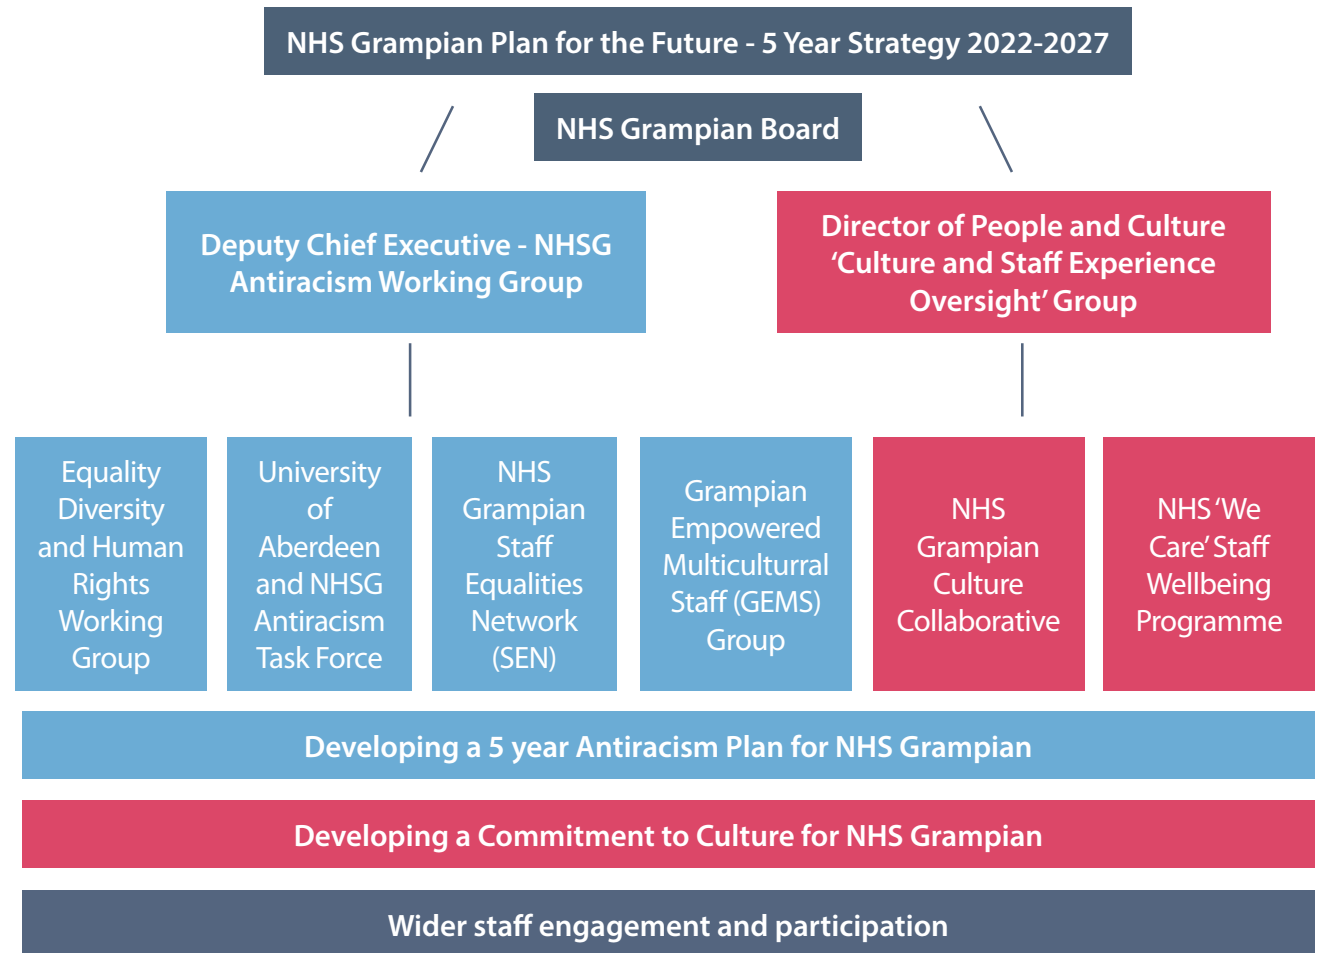 NHS Grampian Plan for the Future - 5 Year Strategy 2022-2027
NHS Grampian Board
Deputy Chief Executive - NHSG
Antiracism Working Group
Director of People and Culture
‘Culture and Staff Experience
Oversight’ Group
Equality
Diversity
and Human
Rights
Working
Group
University
of
Aberdeen
and NHSG
Antiracism
Task Force
NHS
Grampian
Staff
Equalities
Network
(SEN)
Grampian
Empowered
Multiculturral
Staff (GEMS)
Group
NHS
Grampian
Culture
Collaborative
NHS ‘We
Care’ Staff
Wellbeing
Programme
Developing a 5 year Antiracism Plan for NHS Grampian
Developing a Commitment to Culture for NHS Grampian
Wider staff engagement and participation